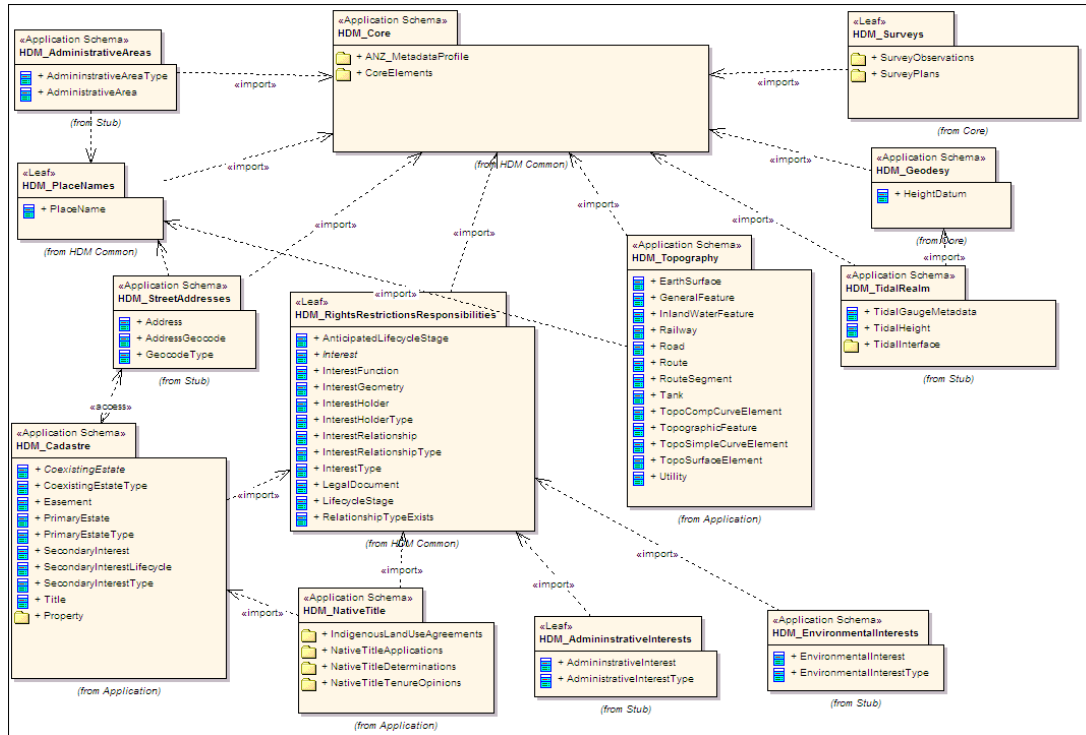 «Application Schema»
HDM_AdministrativeAreas
+ AdmininstrativeAreaType
+ AdministrativeArea
(from Stub)
«Application Schema»
HDM_Core
+ ANZ_MetadataProfile
+ CoreElements
(from HDM Common)
«Leaf»
HDM_Surveys
+ SurveyObservations
+ SurveyPlans
(from Core)
«import»
«import»
«Leaf»
HDM_PlaceNames
+ PlaceName
(from HDM Common)
«import»
«import»
«import»
«import»
«import»
«import»
«Application Schema»
HDM_Geodesy
+ HeightDatum
(from Core)
«import»
«Application Schema»
HDM_StreetAddresses
+ Address
+ AddressGeocode
+ GeocodeType
(from Stub)
«Application Schema»
HDM_Topography
+ EarthSurface
+ GeneralFeature
+ InlandWaterFeature
+ Railway
+ Road
+ Route
+ RouteSegment
+ Tank
+ TopoCompCurveElement
+ TopographicFeature
+ TopoSimpleCurveElement
+ TopoSurfaceElement
+ Utility
(from Application)
«Application Schema»
HDM_TidalRealm
+ TidalGaugeMetadata
+ TidalHeight
+ TidalInterface
(from Stub)
«import»
«Leaf»
HDM_RightsRestrictionsResponsibilities
+ AnticipatedLifecycleStage
+ Interest
+ InterestFunction
+ InterestGeometry
+ InterestHolder
+ InterestHolderType
+ InterestRelationship
+ InterestRelationshipType
+ InterestType
+ LegalDocument
+ LifecycleStage
+ RelationshipTypeExists
(from HDM Common)
«access»
«Application Schema»
HDM_Cadastre
+ CoexistingEstate
+ CoexistingEstateType
+ Easement
+ PrimaryEstate
+ PrimaryEstateType
+ SecondaryInterest
+ SecondaryInterestLifecycle
+ SecondaryInterestType
+ Title
+ Property
(from Application)
«import»
«import»
«import»
«import»
«import»
«Application Schema»
HDM_NativeTitle
+ IndigenousLandUseAgreements
+ NativeTitleApplications
+ NativeTitleDeterminations
+ NativeTitleTenureOpinions
(from Application)
«Leaf»
HDM_AdmininstrativeInterests
+ AdmininstrativeInterest
+ AdministrativeInterestType
(from Stub)
«Application Schema»
HDM_EnvironmentalInterests
+ EnvironmentalInterest
+ EnvironmentalInterestType
(from Stub)